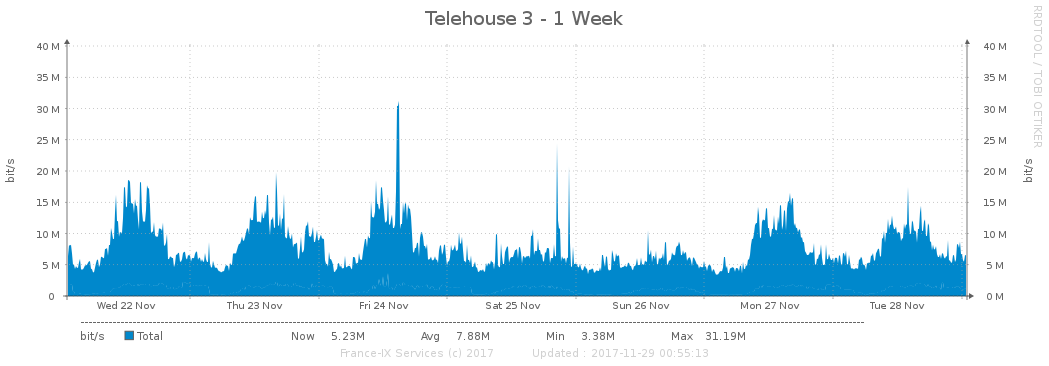 Telehouse 3 - 1 Week
RRDTOOL / TOBI OETIKER
bit/s
40 M 40 M
35 M 35 M
30 M 30 M
25 M 25 M
20 M 20 M
15 M 15 M
10 M 10 M
5 M 5 M
0 0 M
bit/s
Wed 22 Nov Thu 23 Nov Fri 24 Nov Sat 25 Nov Sun 26 Nov Mon 27 Nov Tue 28 Nov
bit/s Total Now 5.23M Avg 7.88M Min 3.38M Max 31.19M
France-IX Services (c) 2017 Updated : 2017-11-29 00:55:13